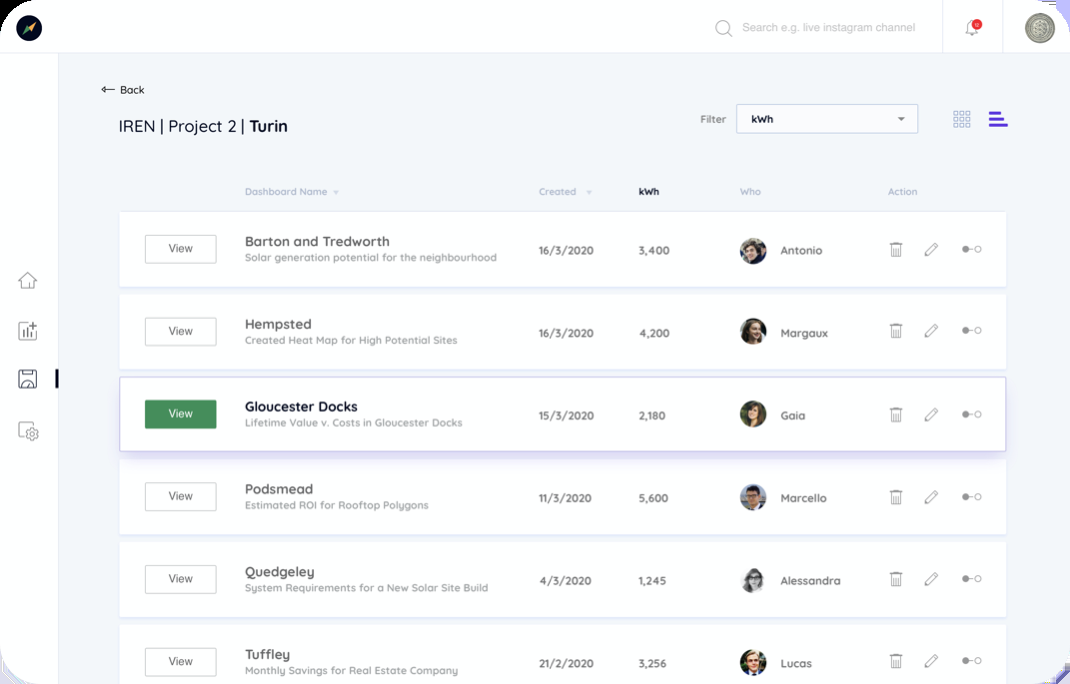 Search e.g. live instagram channel
Back
IREN | Project 2 | Turin
Filter
kWh
Dashboard Name Created kWh Who Action
View Barton and Tredworth 16/3/2020 3,400 Antonio
Solar generation potential for the neighbourhood
View Hempsted 16/3/2020 4,200 Margaux
Created Heat Map for High Potential Sites
View Gloucester Docks 15/3/2020 2,180 Gaia
Lifetime Value v. Costs in Gloucester Docks
View Podsmead 11/3/2020 5,600 Marcello
Estimated ROI for Rooftop Polygons
View Quedgeley 4/3/2020 1,245 Alessandra
System Requirements for a New Solar Site Build
View Tuffley 21/2/2020 3,256 Lucas
Monthly Savings for Real Estate Company